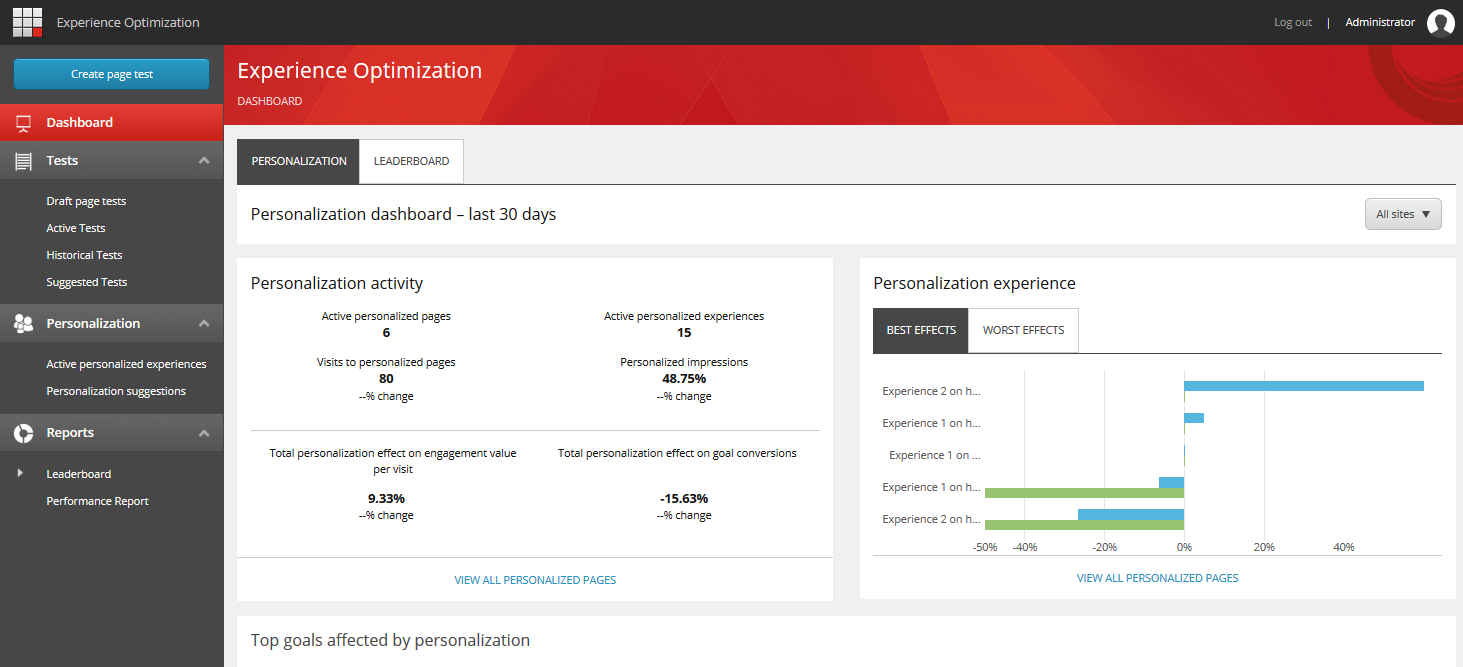 Experience Optimization
Log out | Administrator
Create page test
Dashboard
Tests
Draft page tests
Active Tests
Historical Tests
Suggested Tests
Personalization
Active personalized experiences
Personalization suggestions
Reports
Leaderboard
Performance Report
Experience Optimization
DASHBOARD
PERSONALIZATION
LEADERBOARD
Personalization dashboard – last 30 days
All sites ▼
Personalization activity
Active personalized pages
6
Active personalized experiences
15
Visits to personalized pages
80
--% change
Personalized impressions
48.75%
--% change
Total personalization effect on engagement value
per visit
9.33%
--% change
Total personalization effect on goal conversions
-15.63%
--% change
VIEW ALL PERSONALIZED PAGES
Personalization experience
BEST EFFECTS
WORST EFFECTS
Experience 2 on h...
Experience 1 on h...
Experience 1 on ...
Experience 1 on h...
Experience 2 on h...
-50% -40% -20% 0% 20% 40%
VIEW ALL PERSONALIZED PAGES
Top goals affected by personalization